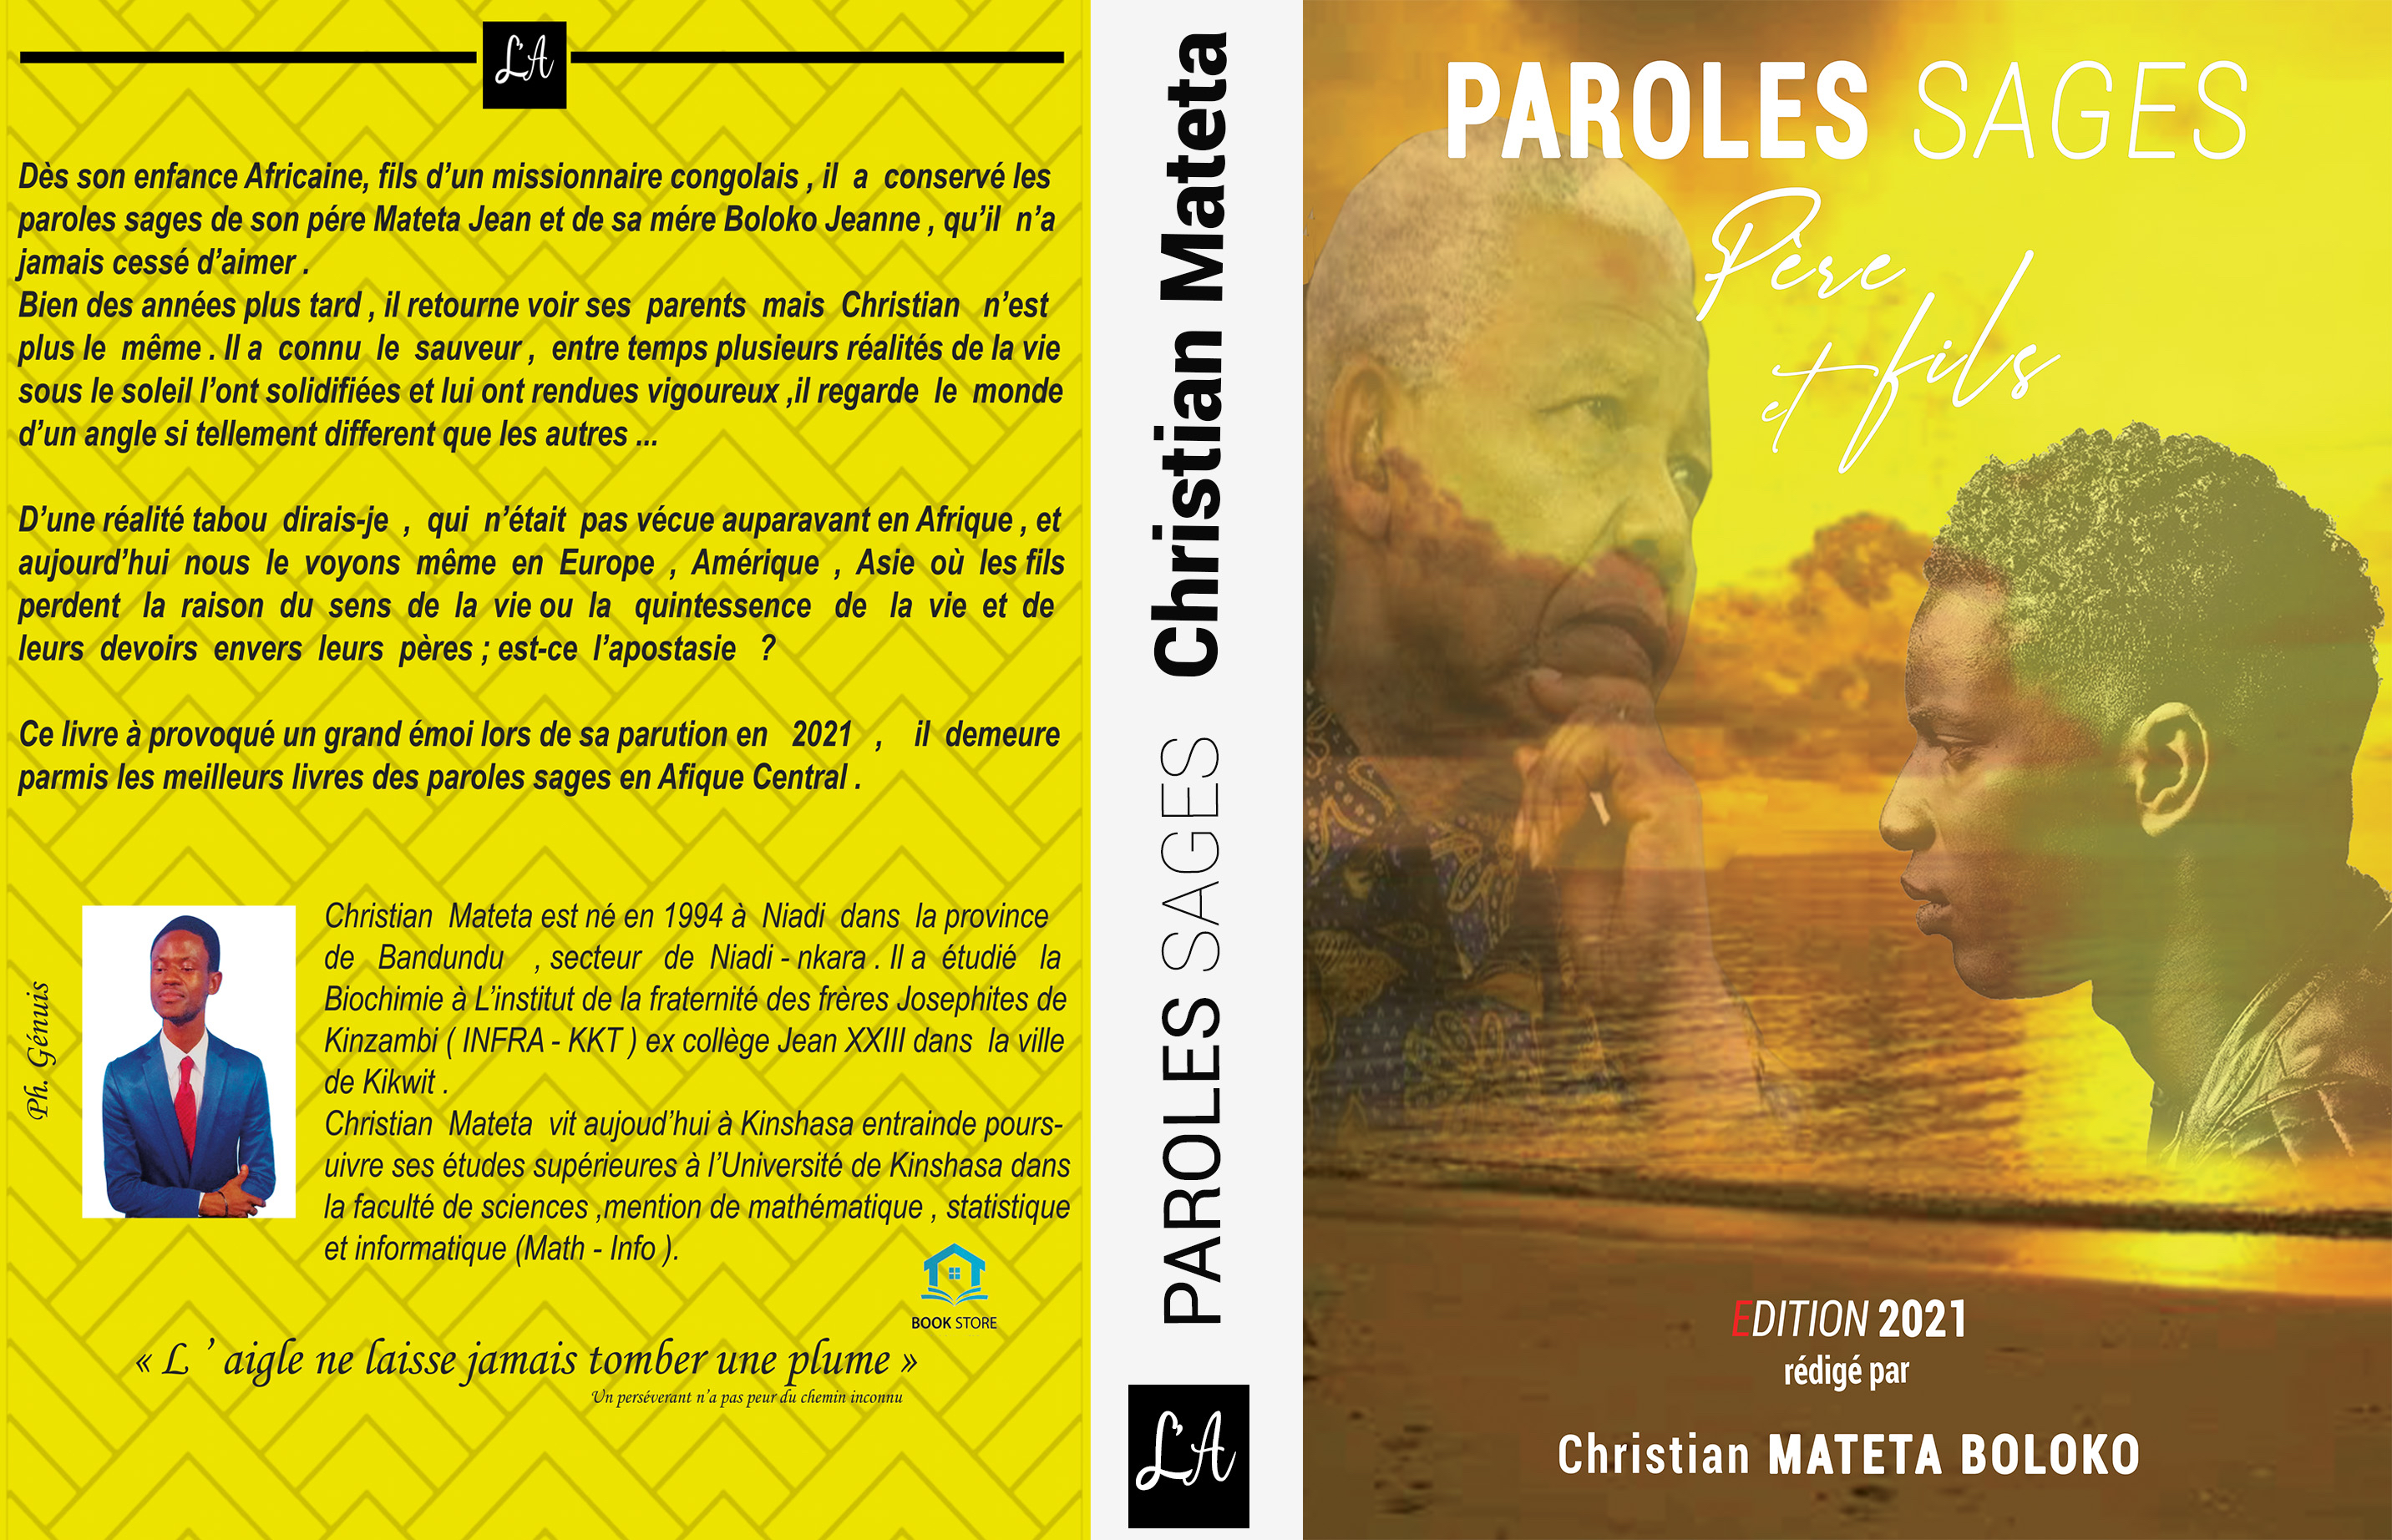 L'A
Dès son enfance Africaine, fils d'un missionnaire congolais , il a conservé les
paroles sages de son pére Mateta Jean et de sa mére Boloko Jeanne , qu'il n'a
jamais cessé d'aimer .
Bien des années plus tard , il retourne voir ses parents mais Christian n'est
plus le même . Il a connu le sauveur , entre temps plusieurs réalités de la vie
sous le soleil l'ont solidifiées et lui ont rendues vigoureux ,il regarde le monde
d'un angle si tellement different que les autres ...
D'une réalité tabou dirais-je , qui n'était pas vécue auparavant en Afrique , et
aujourd'hui nous le voyons même en Europe , Amérique , Asie où les fils
perdent la raison du sens de la vie ou la quintessence de la vie et de
leurs devoirs envers leurs pères ; est-ce l'apostasie ?
Ce livre à provoqué un grand émoi lors de sa parution en 2021 , il demeure
parmis les meilleurs livres des paroles sages en Afique Central .
Ph. Génuis
Christian Mateta est né en 1994 à Niadi dans la province
de Bandundu , secteur de Niadi - nkara . Il a étudié la
Biochimie à L'institut de la fraternité des frères Josephites de
Kinzambi ( INFRA - KKT ) ex collège Jean XXIII dans la ville
de Kikwit .
Christian Mateta vit aujoud'hui à Kinshasa entrainde pours-
uivre ses études supérieures à l'Université de Kinshasa dans
la faculté de sciences ,mention de mathématique , statistique
et informatique (Math - Info ).
BOOK STORE
« L ' aigle ne laisse jamais tomber une plume »
Un persévérant n'a pas peur du chemin inconnu
PAROLES SAGES Christian Mateta
L'A
PAROLES SAGES
Père
et fils
EDITION 2021
rédigé par
Christian MATETA BOLOKO